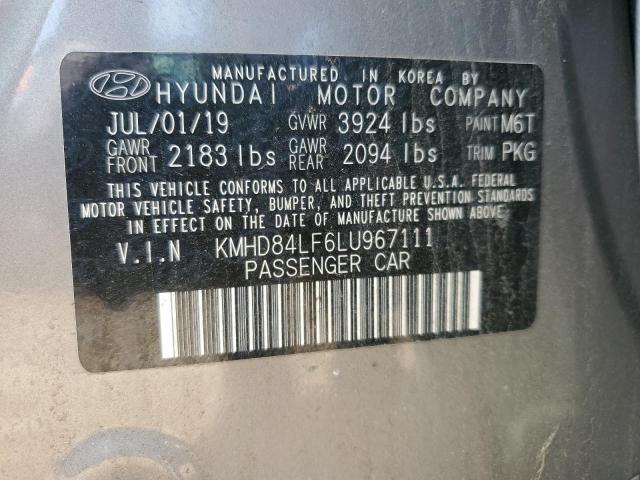 MANUFACTURED IN KOREA BY
HYUNDAI MOTOR COMPANY
JUL/01/19 GVWR 3924 lbs PAINT M6T
GAWR FRONT 2183 lbs GAWR REAR 2094 lbs TRIM PKG
THIS VEHICLE CONFORMS TO ALL APPLICABLE U.S.A. FEDERAL
MOTOR VEHICLE SAFETY, BUMPER, AND THEFT PREVENTION STANDARDS
IN EFFECT ON THE DATE OF MANUFACTURE SHOWN ABOVE.
V.I.N KMHD84LF6LU967111
PASSENGER CAR